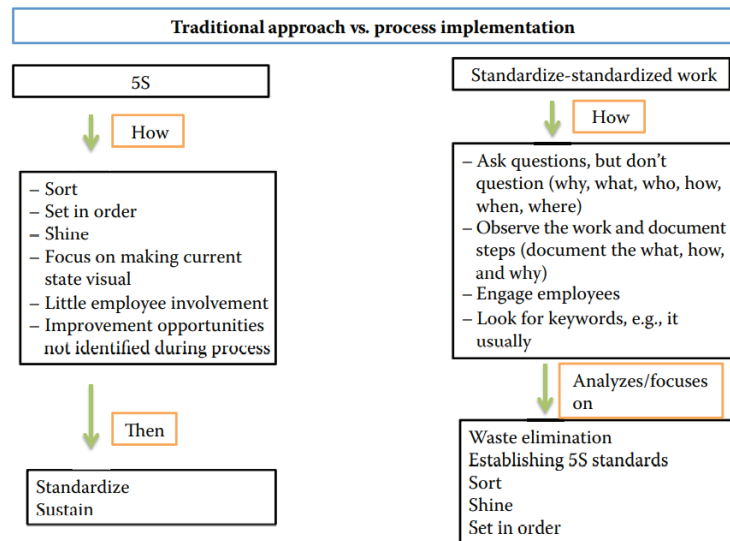 Traditional approach vs. process implementation
5S
How
– Sort
– Set in order
– Shine
– Focus on making current
state visual
– Little employee involvement
– Improvement opportunities
not identified during process
Then
Standardize
Sustain
Standardize-standardized work
How
– Ask questions, but don’t
question (why, what, who, how,
when, where)
– Observe the work and document
steps (document the what, how,
and why)
– Engage employees
– Look for keywords, e.g., it
usually
Analyzes/focuses
on
Waste elimination
Establishing 5S standards
Sort
Shine
Set in order